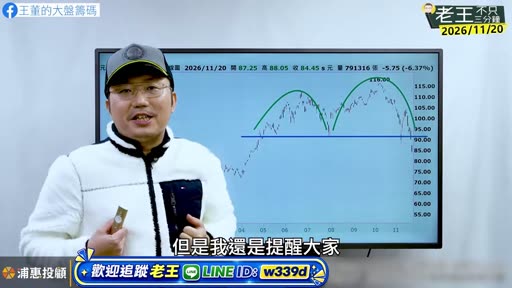 王董的大盤籌碼
老王不只三分鐘
2026/11/20
線圖 2026/11/20 開 87.25 高 88.05 收 84.45 s 元 量 791316 張 -5.75 (-6.37%)
116.00
115.00
110.00
105.00
100.00
95.00
90.00
85.00
80.00
75.00
70.00
65.00
60.00
55.00
04 05 06 07 08 09 10 11
但是我還是提醒大家
浦惠投顧
歡迎追蹤 老王 LINE ID: w339d